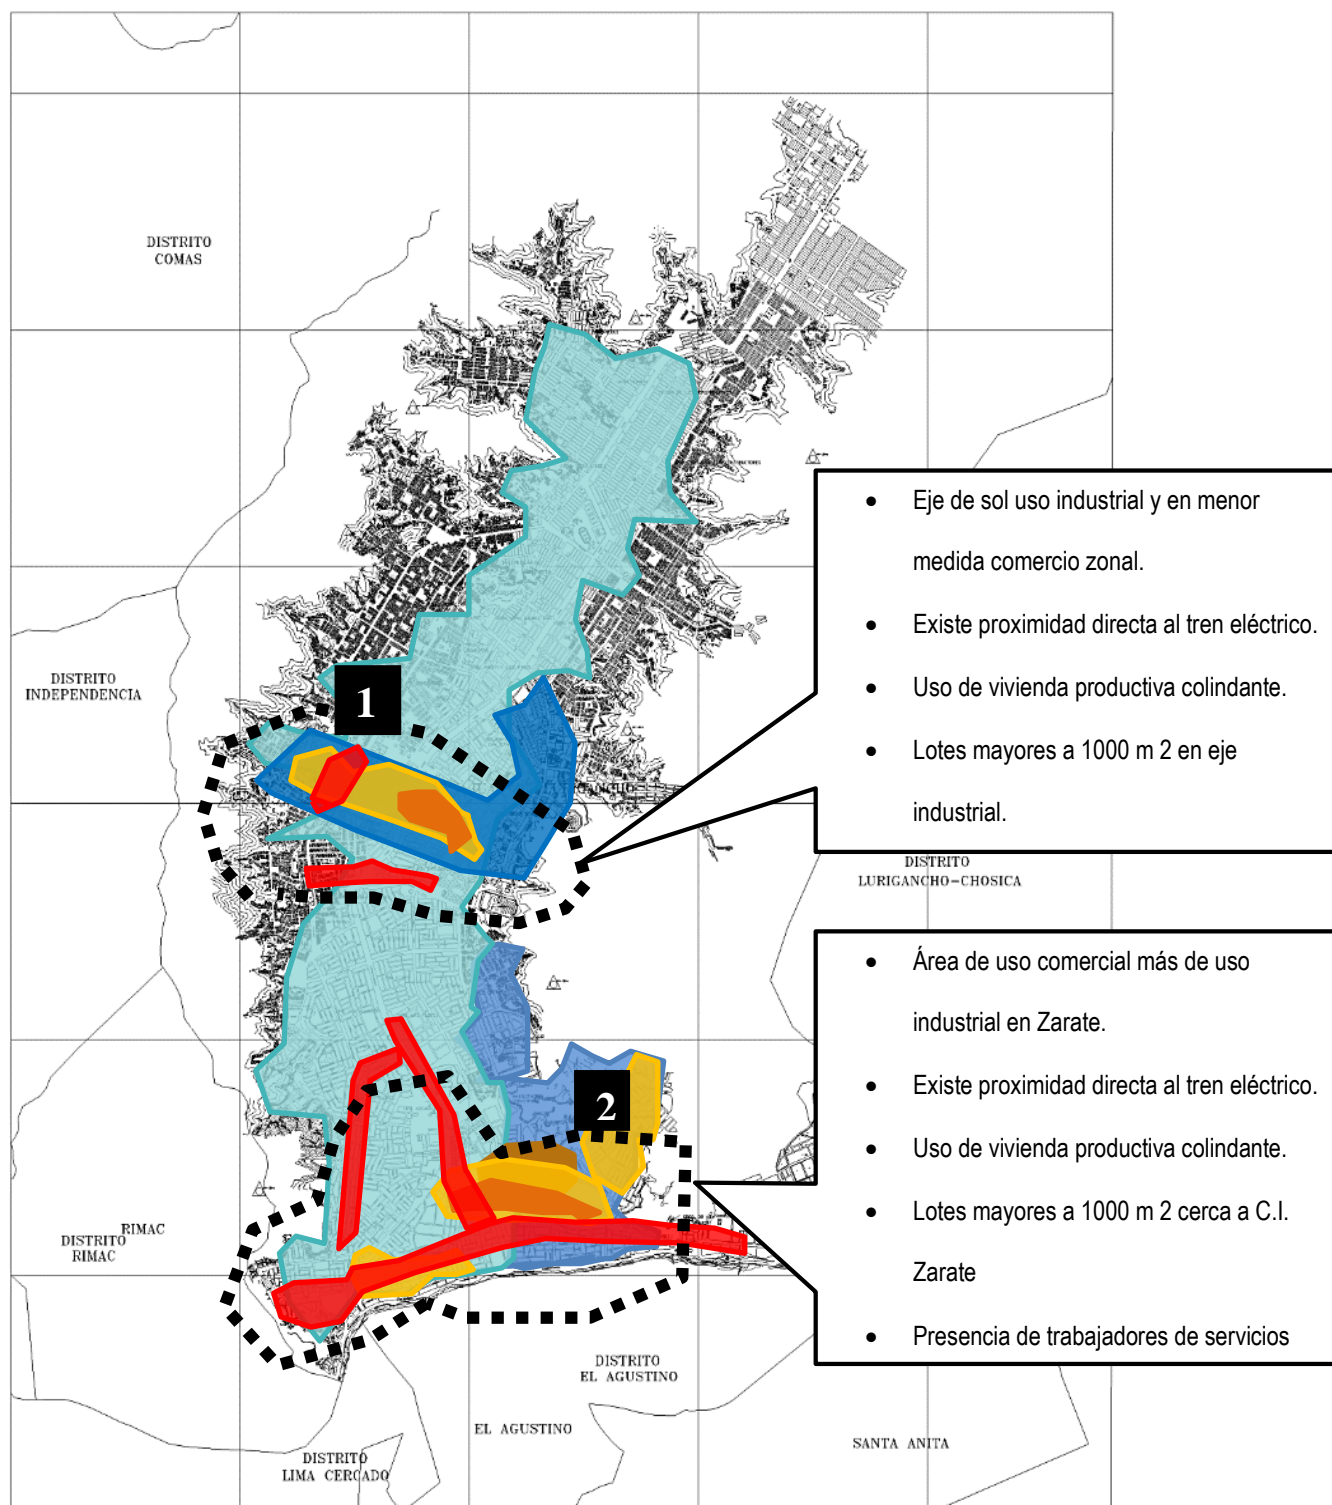 DISTRITO
COMAS
• Eje de sol uso industrial y en menor
medida comercio zonal.
• Existe proximidad directa al tren eléctrico.
• Uso de vivienda productiva colindante.
• Lotes mayores a 1000 m 2 en eje
industrial.
DISTRITO
INDEPENDENCIA
1
DISTRITO
LURIGANCHO-CHOSICA
• Área de uso comercial más de uso
industrial en Zarate.
• Existe proximidad directa al tren eléctrico.
• Uso de vivienda productiva colindante.
• Lotes mayores a 1000 m 2 cerca a C.I.
Zarate
• Presencia de trabajadores de servicios
2
RIMAC
DISTRITO
RIMAC
DISTRITO
EL AGUSTINO
EL AGUSTINO
SANTA ANITA
DISTRITO
LIMA CERCADO